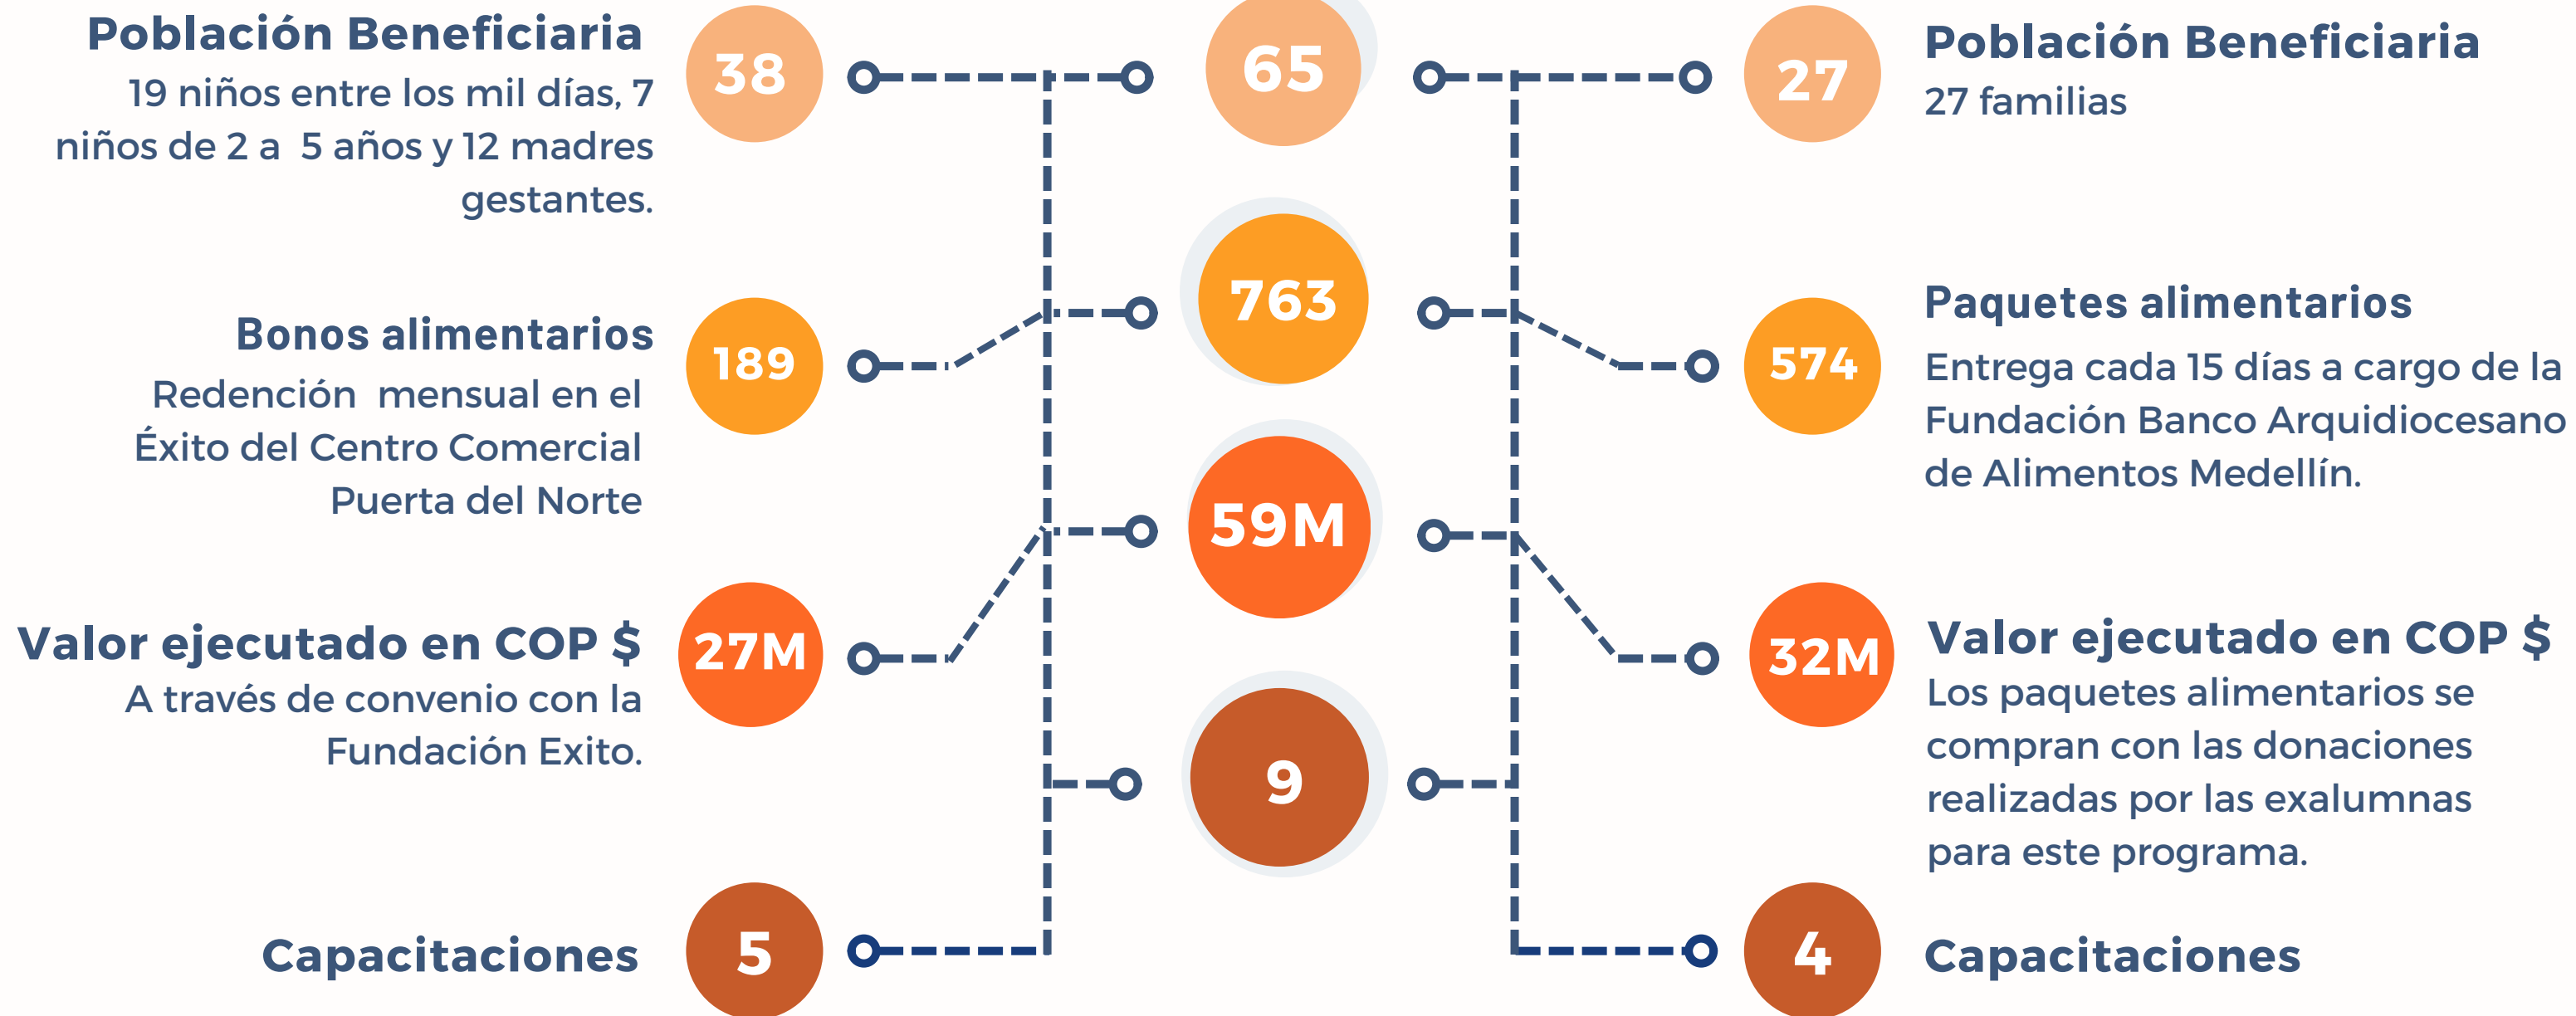 Población Beneficiaria
19 niños entre los mil días, 7
niños de 2 a  5 años y 12 madres
gestantes.
38
65
27
Población Beneficiaria
27 familias
Bonos alimentarios
Redención  mensual en el
Éxito del Centro Comercial
Puerta del Norte
189
763
574
Paquetes alimentarios
Entrega cada 15 días a cargo de la
Fundación Banco Arquidiocesano
de Alimentos Medellín.
Valor ejecutado en COP $
A través de convenio con la
Fundación Exito.
27M
59M
32M
Valor ejecutado en COP $
Los paquetes alimentarios se
compran con las donaciones
realizadas por las exalumnas
para este programa.
Capacitaciones
5
9
4
Capacitaciones